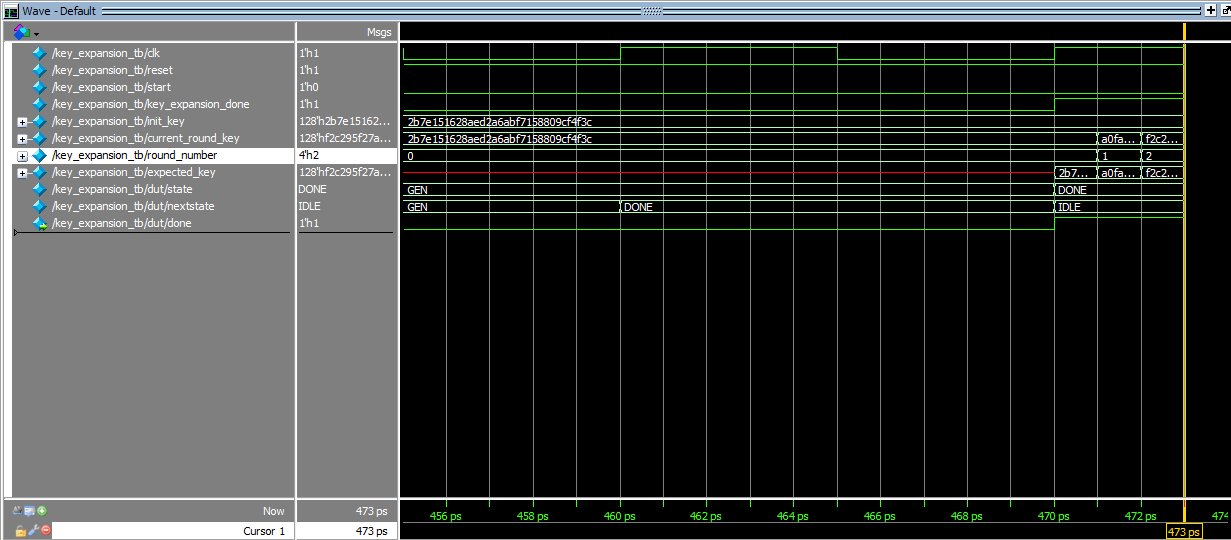 Wave - Default
Msgs
/key_expansion_tb/clk 1'h1
/key_expansion_tb/reset 1'h1
/key_expansion_tb/start 1'h0
/key_expansion_tb/key_expansion_done 1'h1
/key_expansion_tb/init_key 128'h2b7e15162... 2b7e151628aed2a6abf7158809cf4f3c
/key_expansion_tb/current_round_key 128'hf2c295f27a... 2b7e151628aed2a6abf7158809cf4f3c a0fa... f2c2...
/key_expansion_tb/round_number 4'h2 0 1 2
/key_expansion_tb/expected_key 128'hf2c295f27a... 2b7... a0fa... f2c2...
/key_expansion_tb/dut/state DONE GEN DONE
/key_expansion_tb/dut/nextstate IDLE GEN DONE IDLE
/key_expansion_tb/dut/done 1'h1
Now 473 ps 456 ps 458 ps 460 ps 462 ps 464 ps 466 ps 468 ps 470 ps 472 ps 474
Cursor 1 473 ps 473 ps